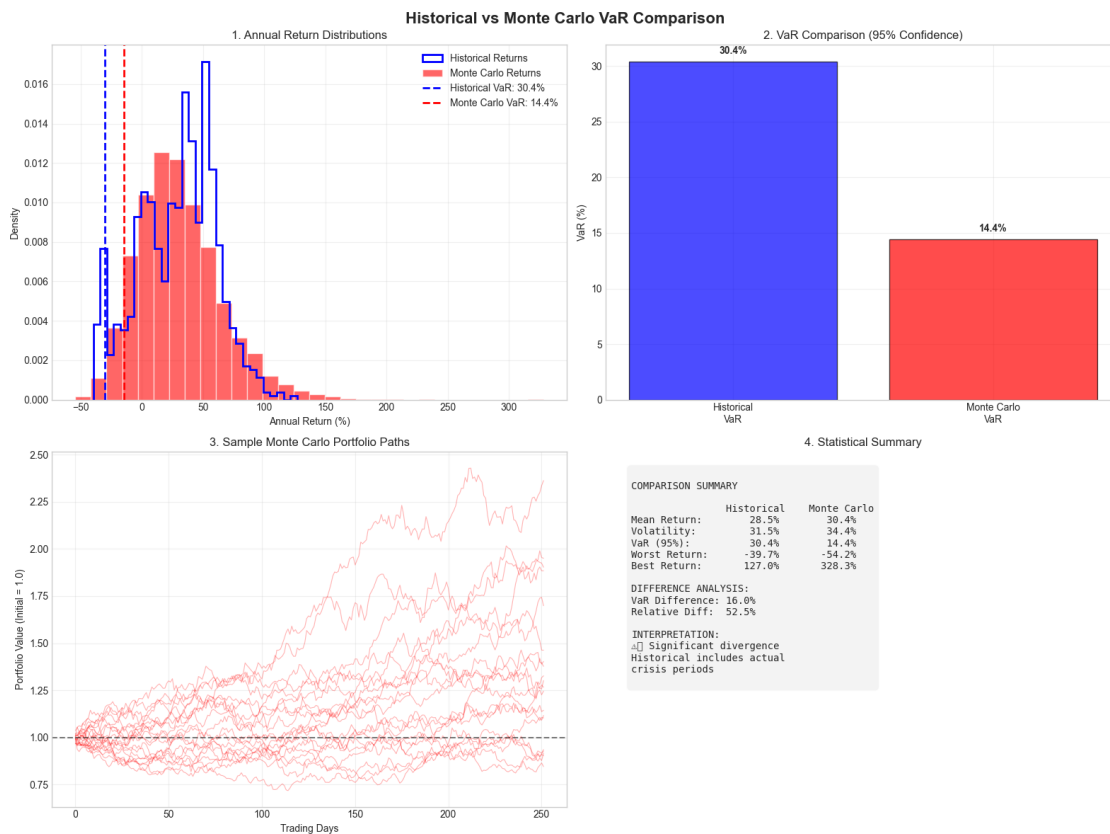 Historical vs Monte Carlo VaR Comparison
1. Annual Return Distributions
Historical Returns
Monte Carlo Returns
Historical VaR: 30.4%
Monte Carlo VaR: 14.4%
0.016
0.014
0.012
0.010
0.008
0.006
0.004
0.002
0.000
Density
−50
0
50
100
150
200
250
300
Annual Return (%)
2. VaR Comparison (95% Confidence)
30.4%
14.4%
30
25
20
15
10
5
0
VaR (%)
Historical
VaR
Monte Carlo
VaR
3. Sample Monte Carlo Portfolio Paths
2.50
2.25
2.00
1.75
1.50
1.25
1.00
0.75
Portfolio Value (Initial = 1.0)
0
50
100
150
200
250
Trading Days
4. Statistical Summary
COMPARISON SUMMARY
Historical Monte Carlo
Mean Return: 28.5% 30.4%
Volatility: 31.5% 34.4%
VaR (95%): 30.4% 14.4%
Worst Return: -39.7% -54.2%
Best Return: 127.0% 328.3%
DIFFERENCE ANALYSIS:
VaR Difference: 16.0%
Relative Diff: 52.5%
INTERPRETATION:
⚠ Significant divergence
Historical includes actual
crisis periods